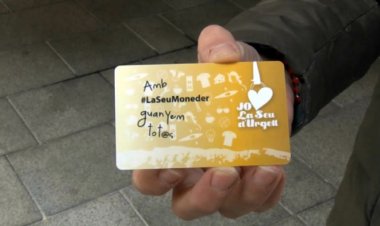 Amb
#LaSeuMoneder
guanyem
tot@s
JO
La Seu
d'Urgell